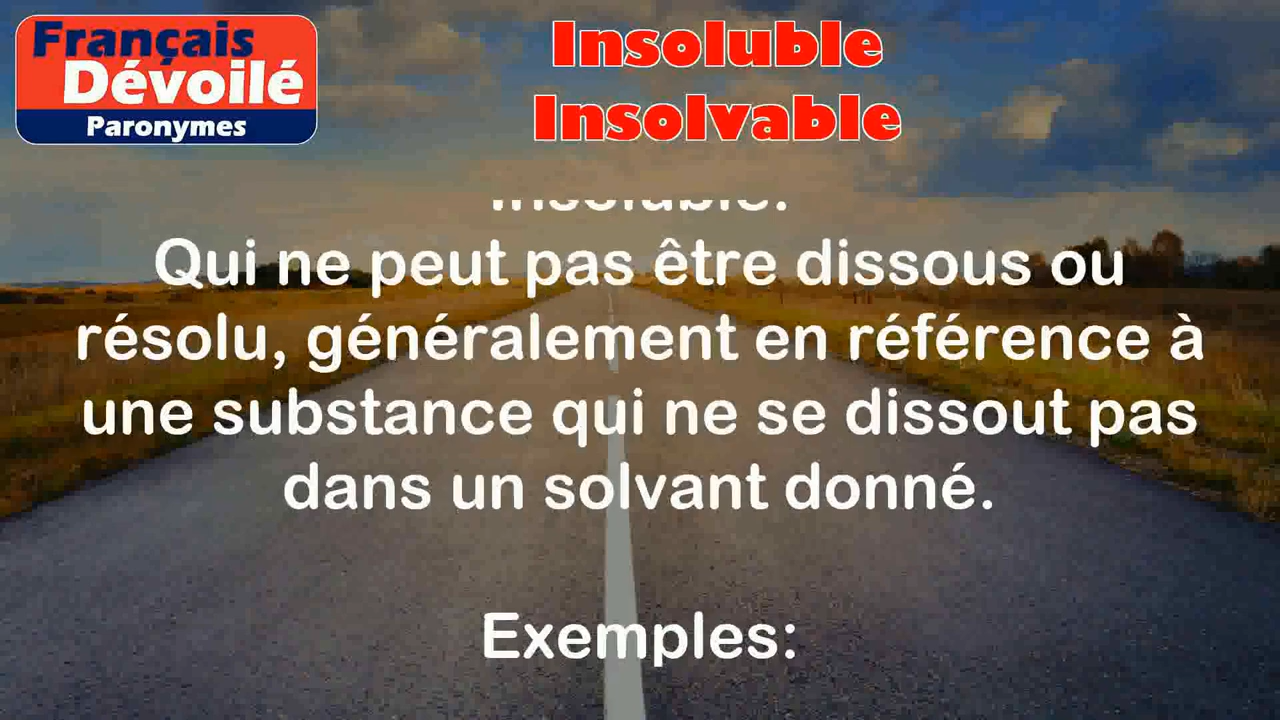 Français
Dévoilé
Paronymes
Insoluble
Insolvable
Insoluble:
Qui ne peut pas être dissous ou
résolu, généralement en référence à
une substance qui ne se dissout pas
dans un solvant donné.
Exemples: